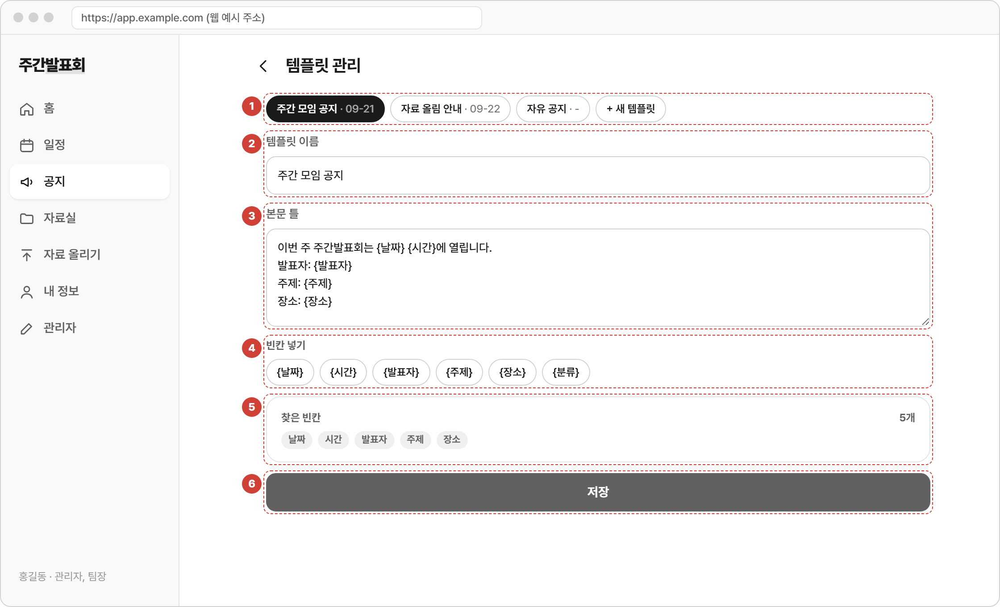 https://app.example.com (웹 예시 주소)
주간발표회
홈
일정
공지
자료실
자료 올리기
내 정보
관리자
홍길동 · 관리자, 팀장
템플릿 관리
1
주간 모임 공지 · 09-21
자료 올림 안내 · 09-22
자유 공지 · -
+ 새 템플릿
2
템플릿 이름
주간 모임 공지
3
본문 틀
이번 주 주간발표회는 {날짜} {시간}에 열립니다.
발표자: {발표자}
주제: {주제}
장소: {장소}
4
빈칸 넣기
{날짜}
{시간}
{발표자}
{주제}
{장소}
{분류}
5
찾은 빈칸
5개
날짜
시간
발표자
주제
장소
6
저장